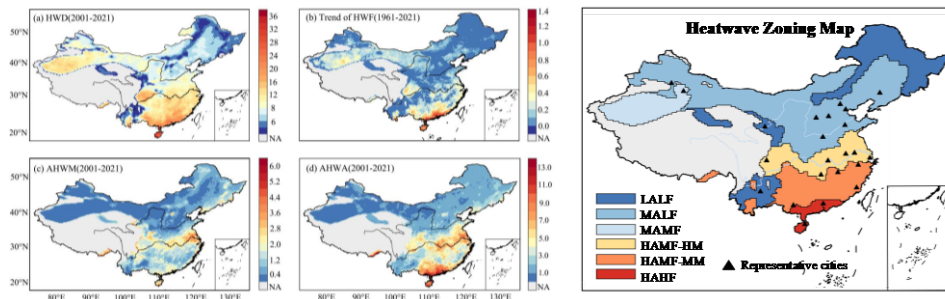 (a) HWD(2001-2021)
50°N
40°N
30°N
20°N
36
32
28
24
20
16
12
8
4
0
NA
(b) Trend of HWF(1961-2021)
1.4
1.2
1.0
0.8
0.6
0.4
0.2
0.0
NA
(c) AHWM(2001-2021)
50°N
40°N
30°N
20°N
6.0
5.2
4.4
3.6
2.8
2.0
1.2
0.4
NA
80°E 90°E 100°E 110°E 120°E 130°E
(d) AHWA(2001-2021)
13.0
11.0
9.0
7.0
5.0
3.0
1.0
NA
80°E 90°E 100°E 110°E 120°E 130°E
Heatwave Zoning Map
LALF
MALF
MAMF
HAMF-HM
HAMF-MM
HAHF
Representative cities